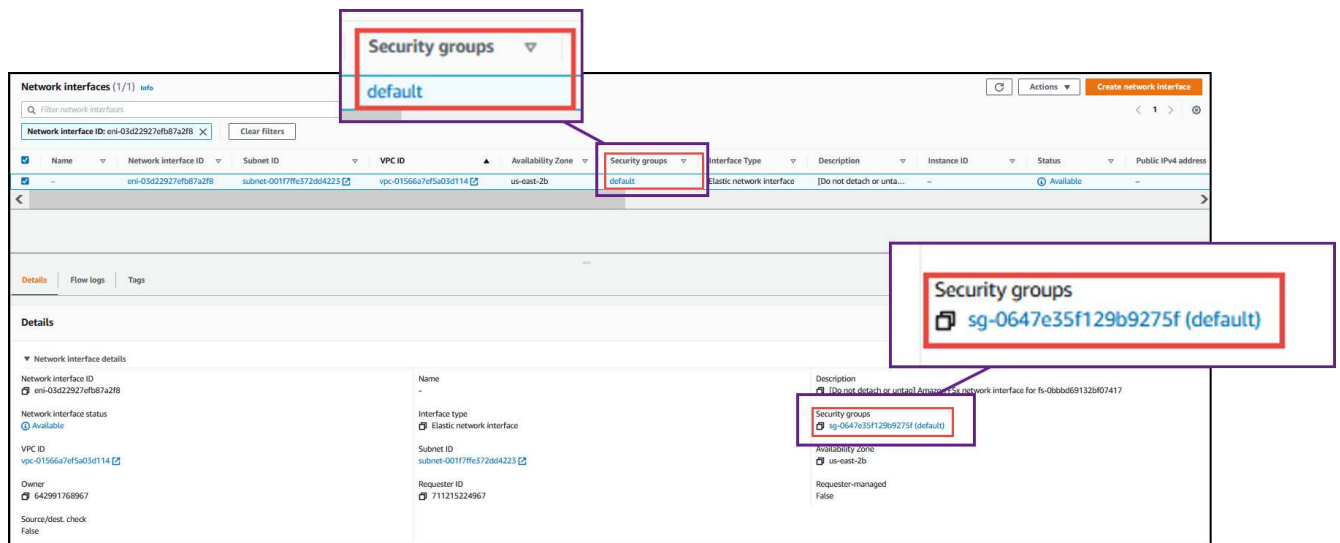 Security groups
default
Network interfaces (1/1) Info
Actions
Create network interface
Filter network interfaces
1
Network interface ID: eni-03d22927efb87a2f8
Clear filters
Name Network interface ID Subnet ID VPC ID Availability Zone Security groups Interface Type Description Instance ID Status Public IPv4 address
- eni-03d22927efb87a2f8 subnet-001f7ffe372dd4223 vpc-01566a7ef5a03d114 us-east-2b default Elastic network interface [Do not detach or unta... - Available -
Security groups
sg-0647e35f129b9275f (default)
Details Flow logs Tags
Details
Network interface details
Network interface ID
eni-03d22927efb87a2f8
Name
-
Description
[Do not detach or untag] Amazon FSx network interface for fs-0bbbd69132bf07417
Network interface status
Available
Interface type
Elastic network interface
Security groups
sg-0647e35f129b9275f (default)
VPC ID
vpc-01566a7ef5a03d114
Subnet ID
subnet-001f7ffe372dd4223
Availability Zone
us-east-2b
Owner
642991768967
Requester ID
711215224967
Requester-managed
False
Source/dest. check
False